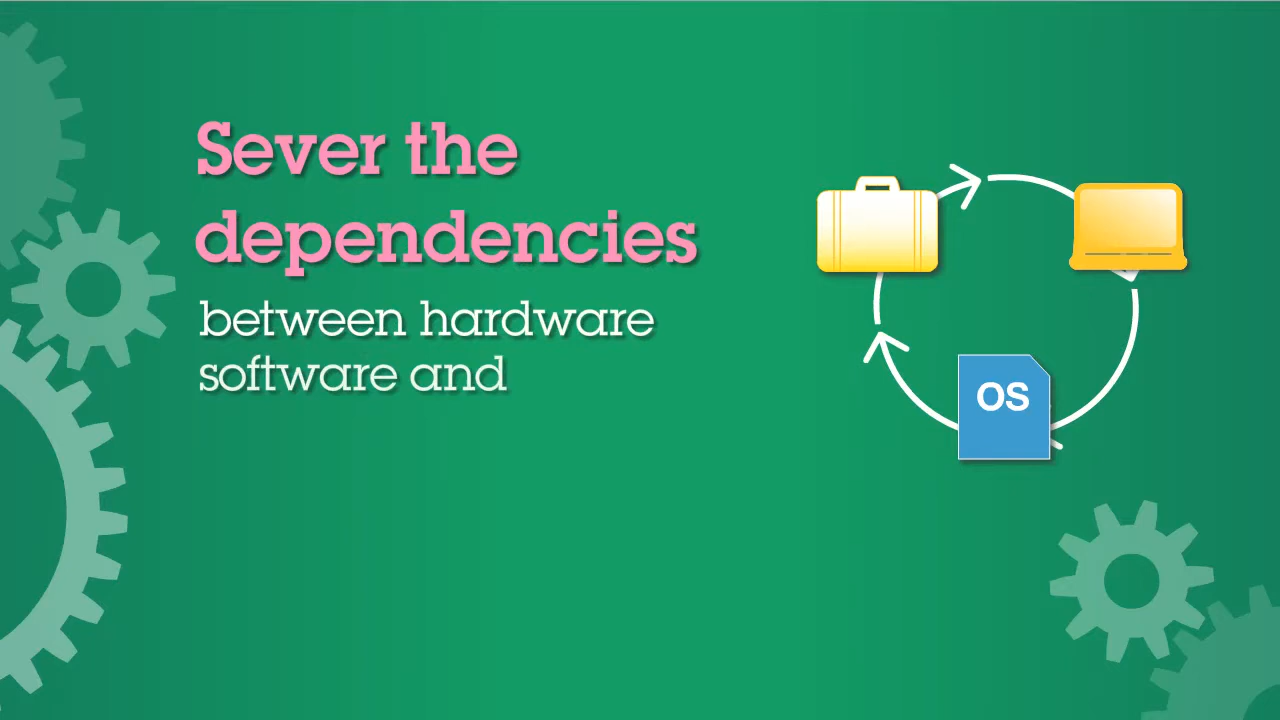 Sever the
dependencies
between hardware
software and
OS